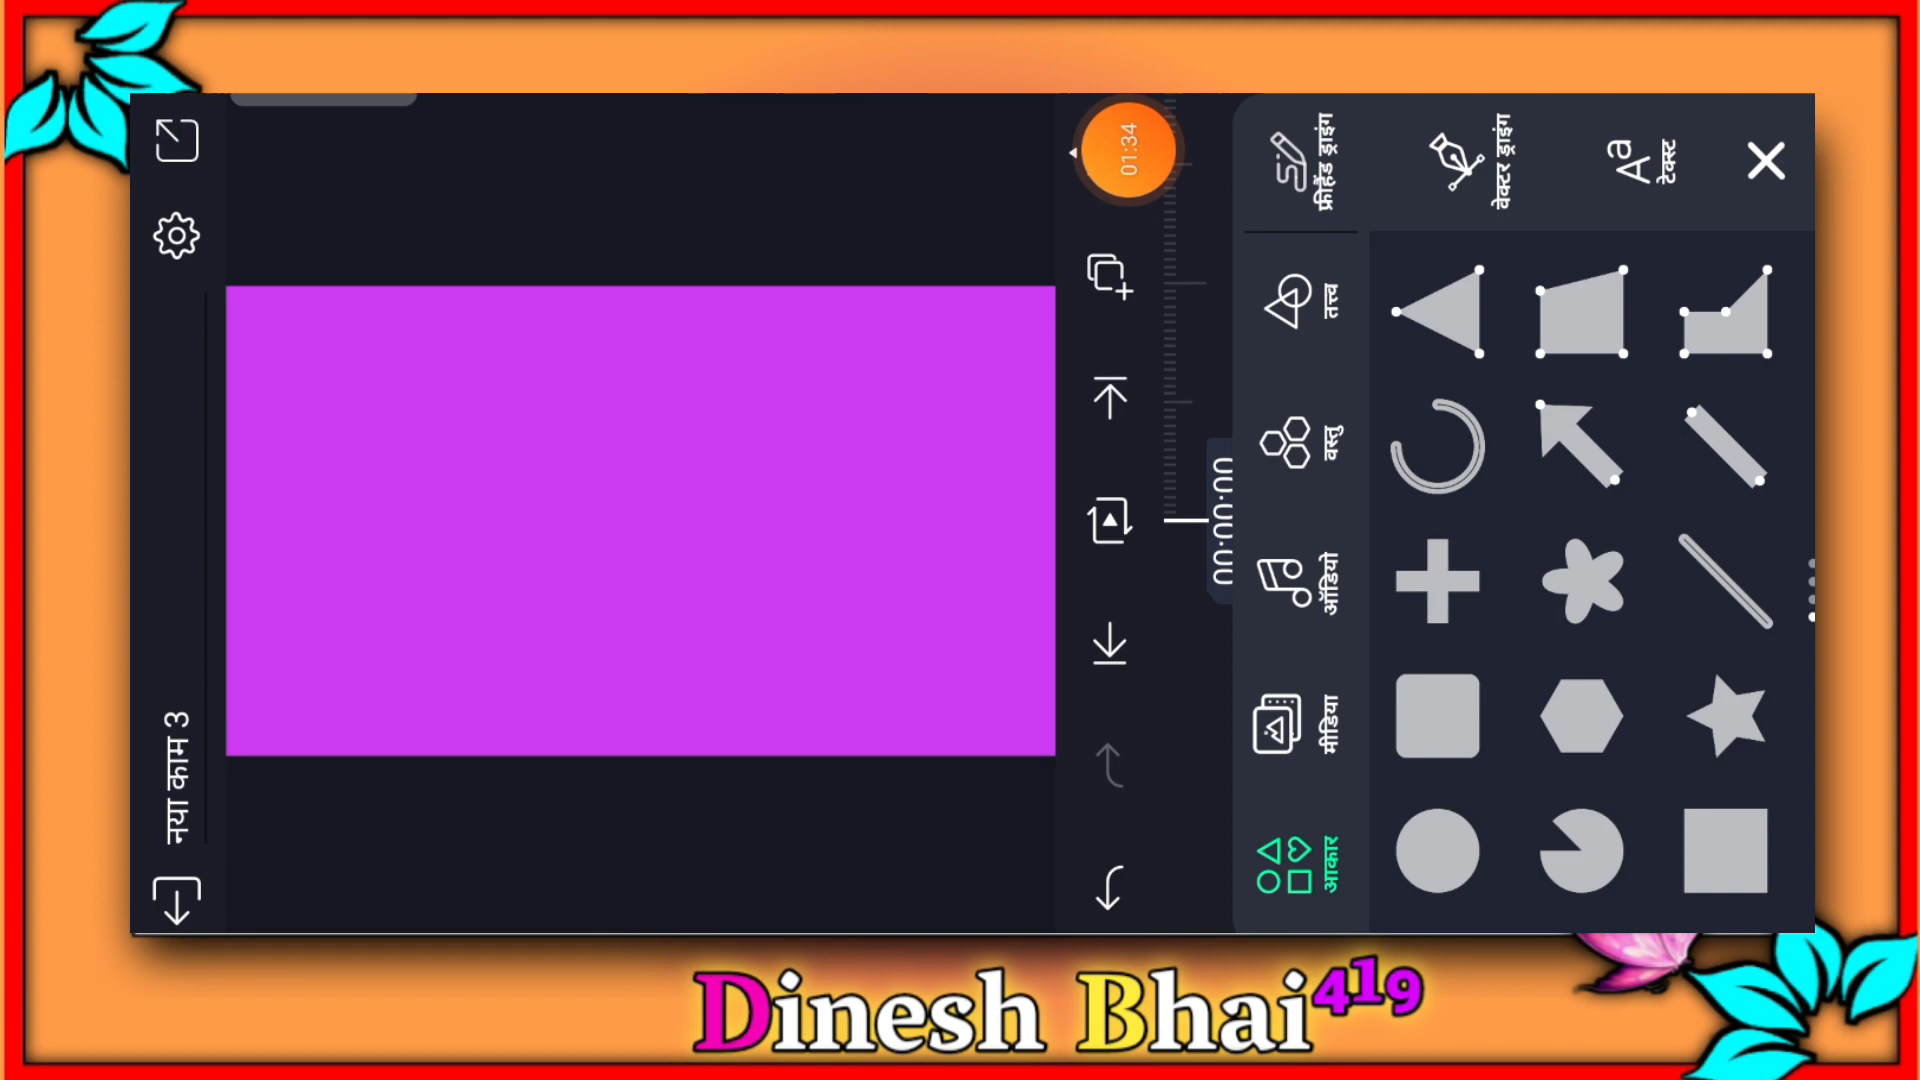 नया काम 3
01:34
00:00:00
आकार
मीडिया
ऑडियो
वस्तु
तत्त्व
फ्रीहैंड ड्राइंग
वेक्टर ड्राइंग
Aa
टेक्स्ट
Dinesh Bhai419